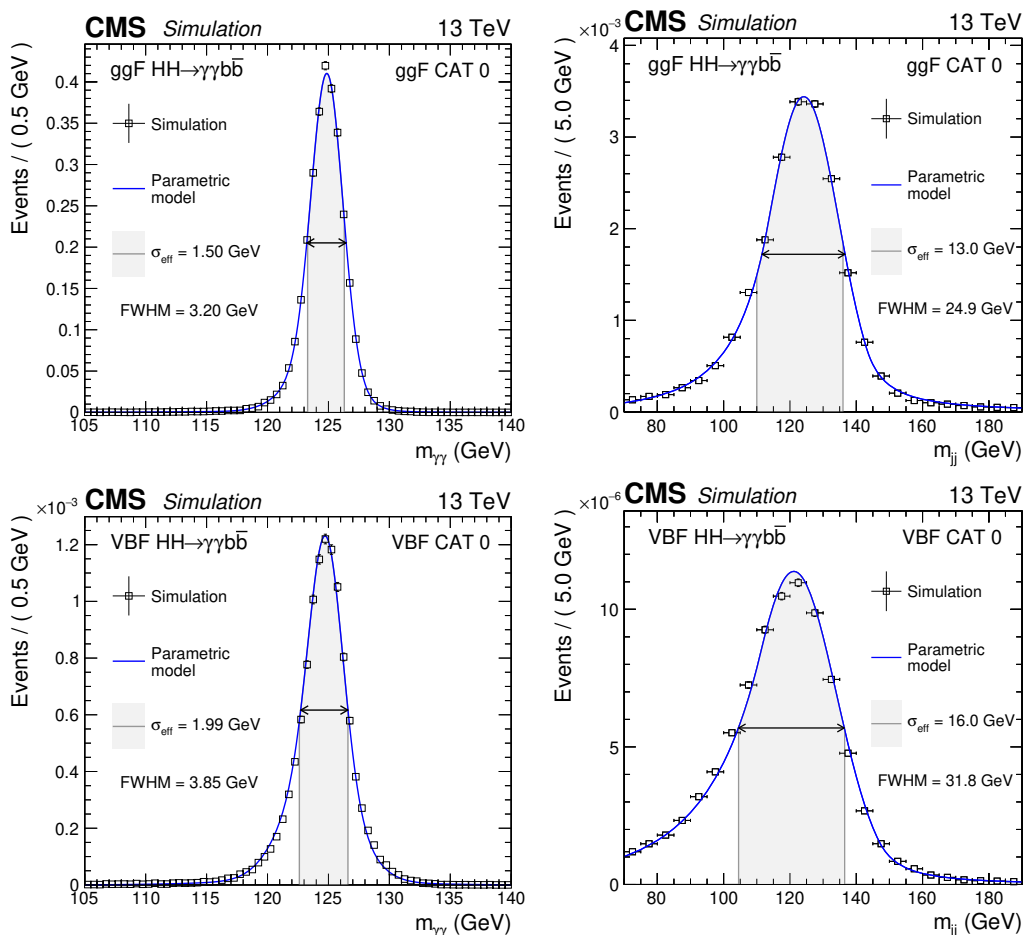 CMS Simulation 13 TeV
Events / ( 0.5 GeV )
ggF HH→γγbb̅ ggF CAT 0
Simulation
Parametric
model
σeff = 1.50 GeV
FWHM = 3.20 GeV
0.4
0.35
0.3
0.25
0.2
0.15
0.1
0.05
0
105 110 115 120 125 130 135 140
mγγ (GeV)
×10⁻³ CMS Simulation 13 TeV
Events / ( 5.0 GeV )
ggF HH→γγbb̅ ggF CAT 0
Simulation
Parametric
model
σeff = 13.0 GeV
FWHM = 24.9 GeV
4
3
2
1
0
80 100 120 140 160 180
mjj (GeV)
×10⁻³ CMS Simulation 13 TeV
Events / ( 0.5 GeV )
VBF HH→γγbb̅ VBF CAT 0
Simulation
Parametric
model
σeff = 1.99 GeV
FWHM = 3.85 GeV
1.2
1
0.8
0.6
0.4
0.2
0
105 110 115 120 125 130 135 140
mγγ (GeV)
×10⁻⁶ CMS Simulation 13 TeV
Events / ( 5.0 GeV )
VBF HH→γγbb̅ VBF CAT 0
Simulation
Parametric
model
σeff = 16.0 GeV
FWHM = 31.8 GeV
10
5
0
80 100 120 140 160 180
mjj (GeV)